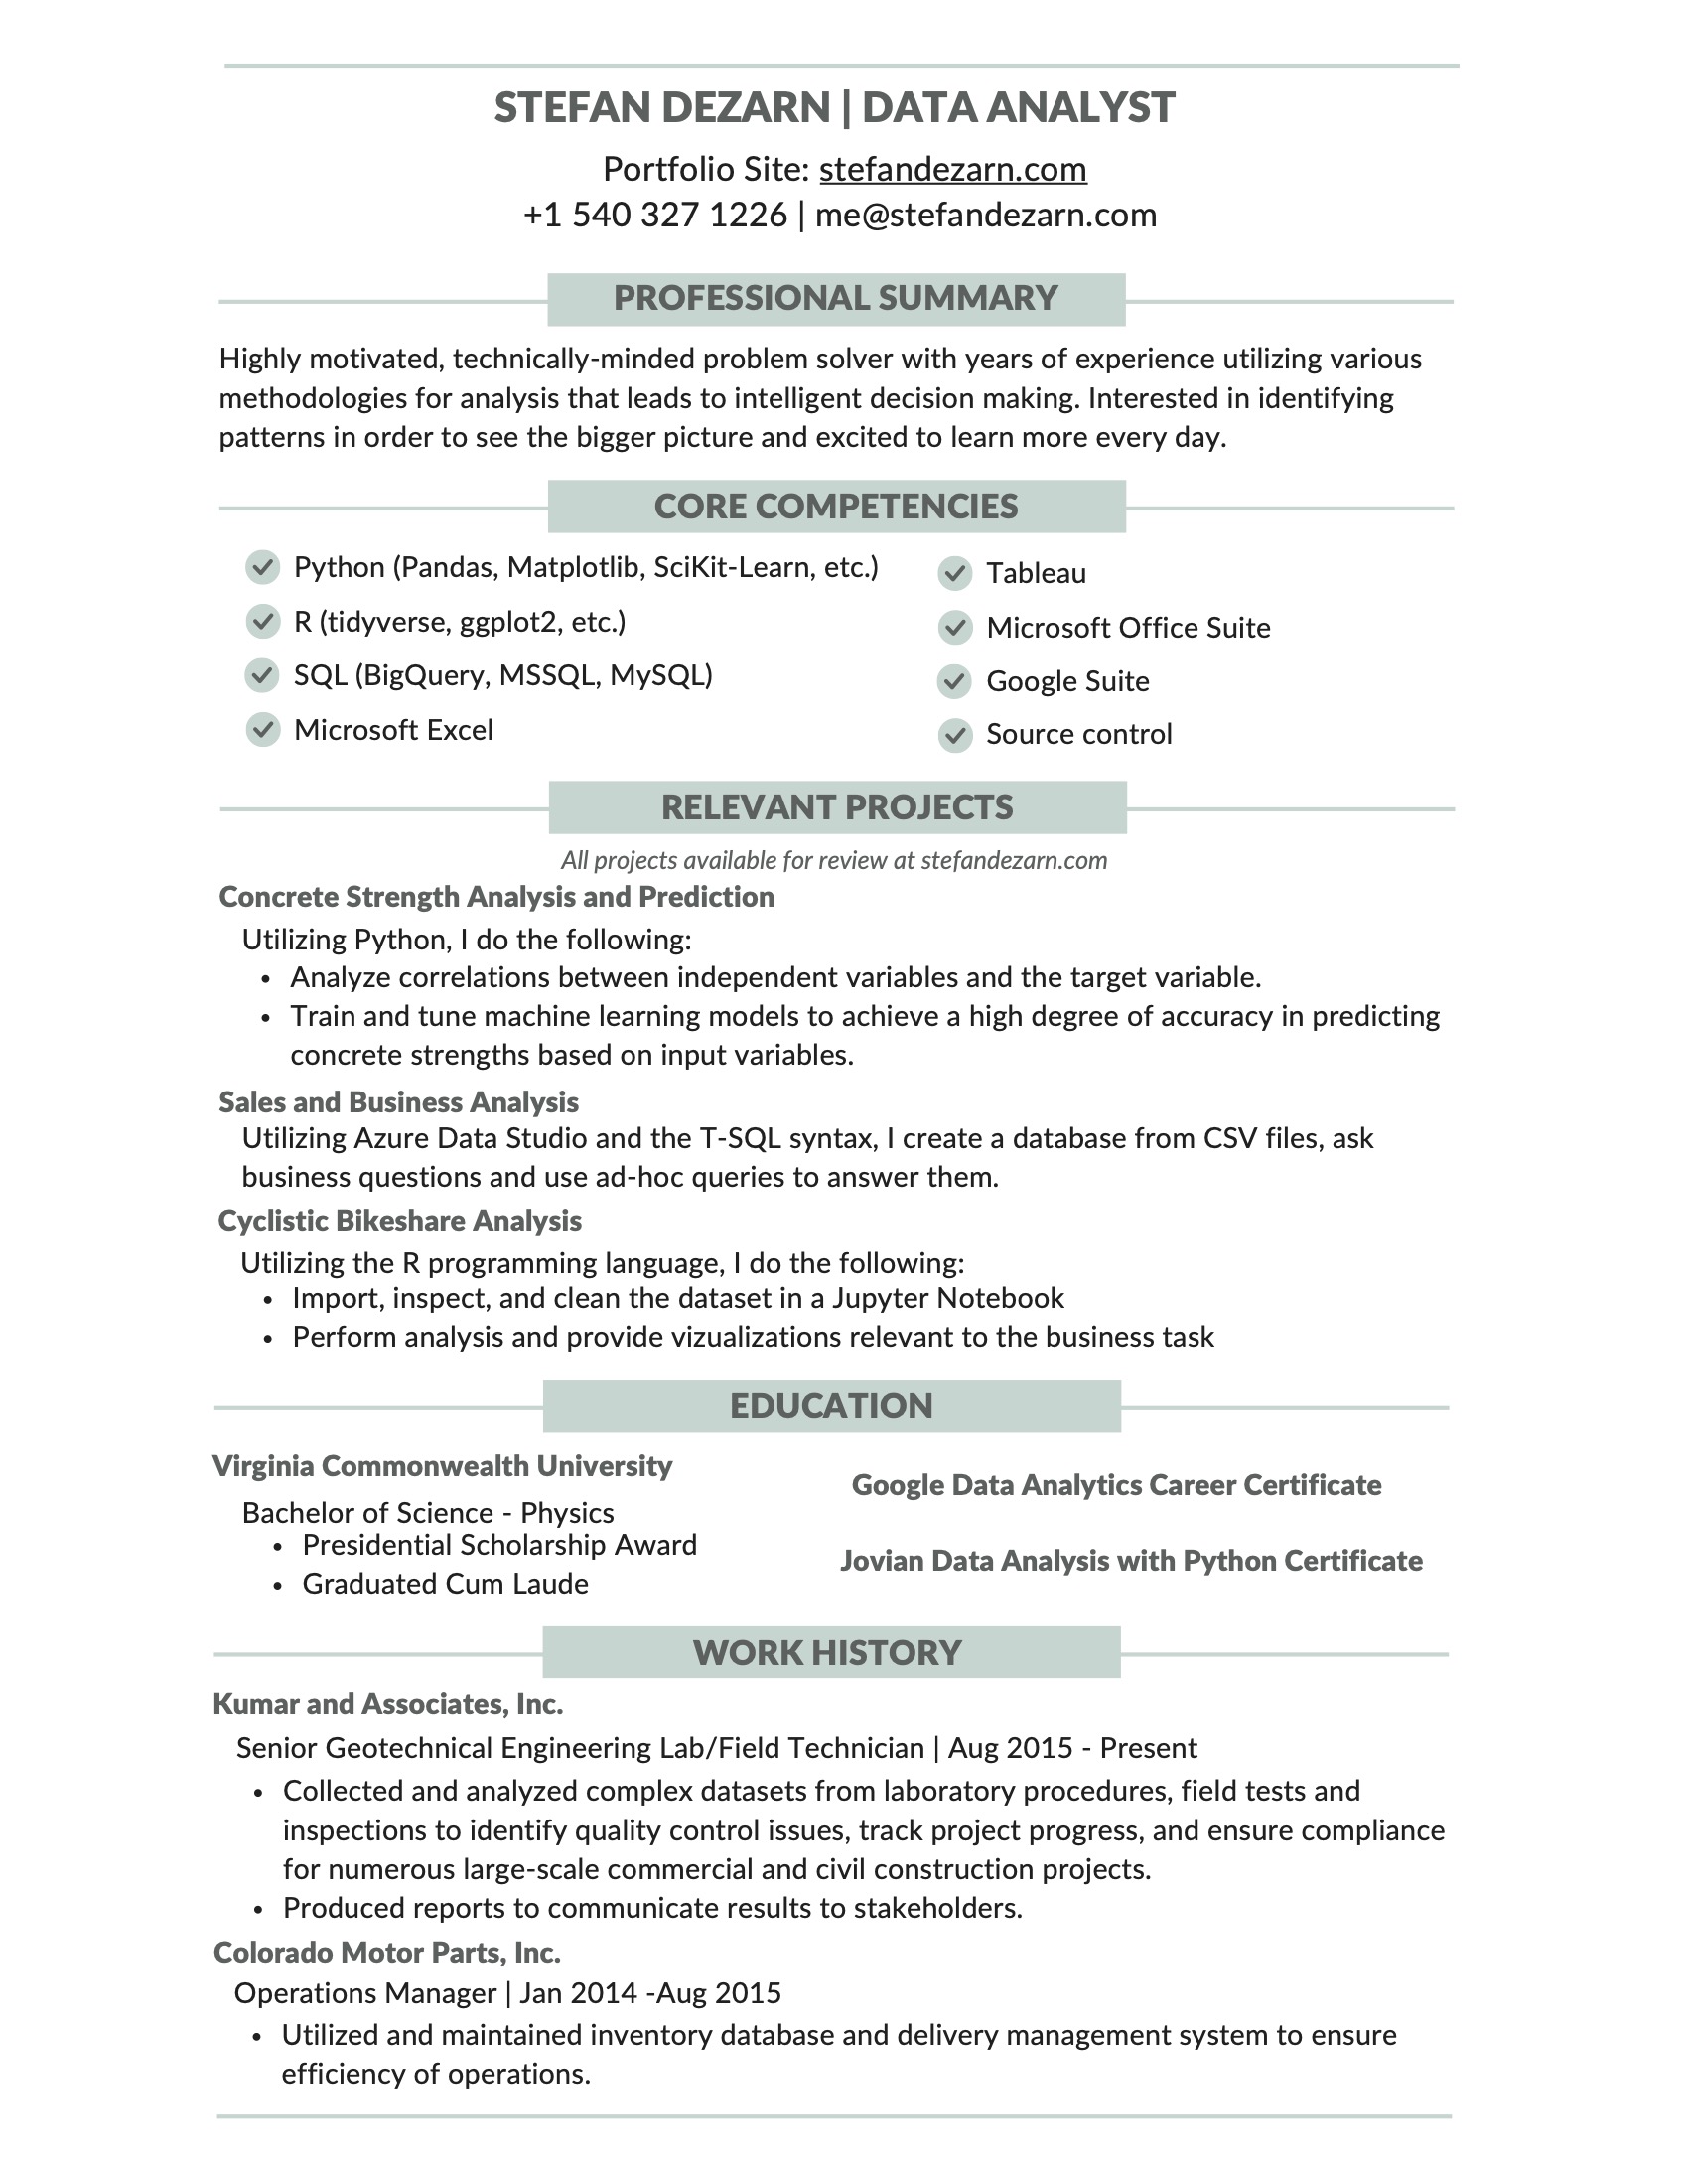 STEFAN DEZARN | DATA ANALYST
Portfolio Site: stefandezarn.com
+1 540 327 1226 | me@stefandezarn.com
PROFESSIONAL SUMMARY
Highly motivated, technically-minded problem solver with years of experience utilizing various
methodologies for analysis that leads to intelligent decision making. Interested in identifying
patterns in order to see the bigger picture and excited to learn more every day.
CORE COMPETENCIES
Python (Pandas, Matplotlib, SciKit-Learn, etc.)
R (tidyverse, ggplot2, etc.)
SQL (BigQuery, MSSQL, MySQL)
Microsoft Excel
Tableau
Microsoft Office Suite
Google Suite
Source control
RELEVANT PROJECTS
All projects available for review at stefandezarn.com
Concrete Strength Analysis and Prediction
Utilizing Python, I do the following:
• Analyze correlations between independent variables and the target variable.
• Train and tune machine learning models to achieve a high degree of accuracy in predicting
concrete strengths based on input variables.
Sales and Business Analysis
Utilizing Azure Data Studio and the T-SQL syntax, I create a database from CSV files, ask
business questions and use ad-hoc queries to answer them.
Cyclistic Bikeshare Analysis
Utilizing the R programming language, I do the following:
• Import, inspect, and clean the dataset in a Jupyter Notebook
• Perform analysis and provide vizualizations relevant to the business task
EDUCATION
Virginia Commonwealth University
Bachelor of Science - Physics
• Presidential Scholarship Award
• Graduated Cum Laude
Google Data Analytics Career Certificate
Jovian Data Analysis with Python Certificate
WORK HISTORY
Kumar and Associates, Inc.
Senior Geotechnical Engineering Lab/Field Technician | Aug 2015 - Present
• Collected and analyzed complex datasets from laboratory procedures, field tests and
inspections to identify quality control issues, track project progress, and ensure compliance
for numerous large-scale commercial and civil construction projects.
• Produced reports to communicate results to stakeholders.
Colorado Motor Parts, Inc.
Operations Manager | Jan 2014 -Aug 2015
• Utilized and maintained inventory database and delivery management system to ensure
efficiency of operations.